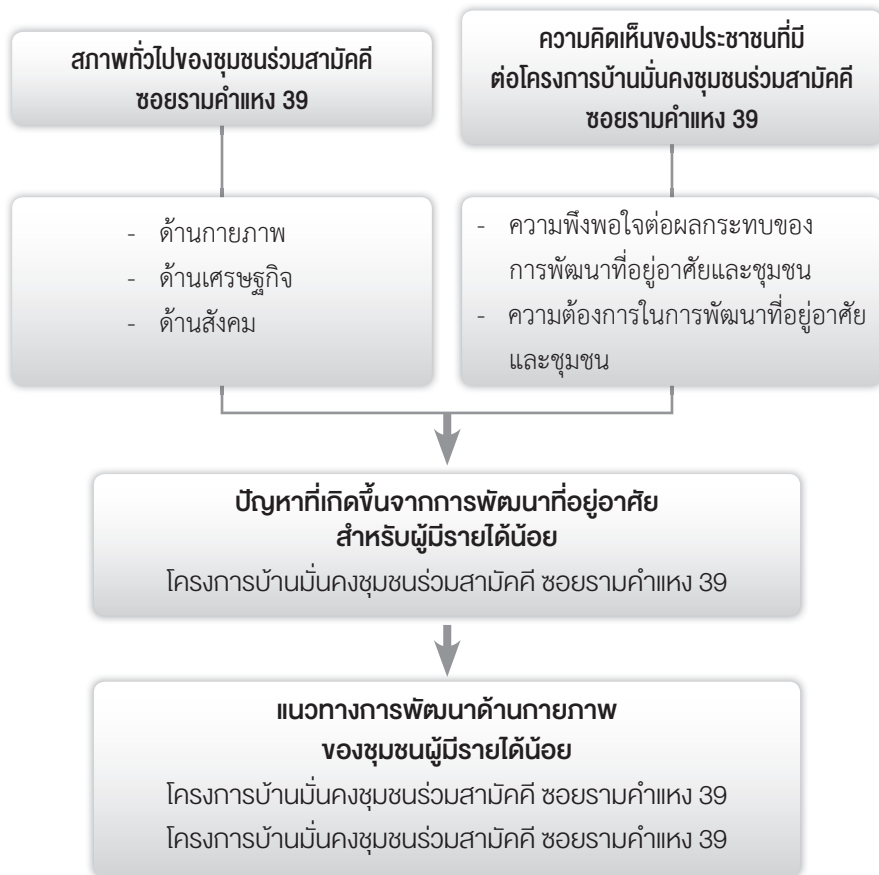 สภาพทั่วไปของชุมชนร่วมสามัคคี
ซอยรามคำแหง 39
ความคิดเห็นของประชาชนที่มี
ต่อโครงการบ้านมั่นคงชุมชนร่วมสามัคคี
ซอยรามคำแหง 39
- ด้านกายภาพ
- ด้านเศรษฐกิจ
- ด้านสังคม
- ความพึงพอใจต่อผลกระทบของ
การพัฒนาที่อยู่อาศัยและชุมชน
- ความต้องการในการพัฒนาที่อยู่อาศัย
และชุมชน
ปัญหาที่เกิดขึ้นจากการพัฒนาที่อยู่อาศัย
สำหรับผู้มีรายได้น้อย
โครงการบ้านมั่นคงชุมชนร่วมสามัคคี ซอยรามคำแหง 39
แนวทางการพัฒนาด้านกายภาพ
ของชุมชนผู้มีรายได้น้อย
โครงการบ้านมั่นคงชุมชนร่วมสามัคคี ซอยรามคำแหง 39
โครงการบ้านมั่นคงชุมชนร่วมสามัคคี ซอยรามคำแหง 39